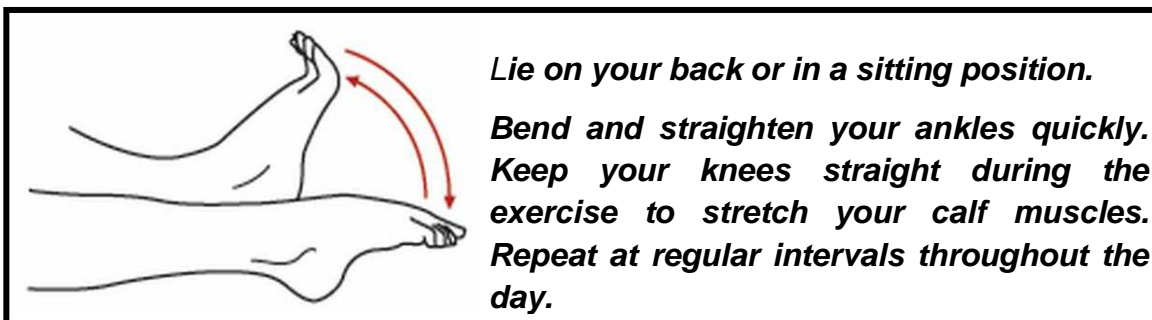 Lie on your back or in a sitting position.
Bend and straighten your ankles quickly.
Keep your knees straight during the
exercise to stretch your calf muscles.
Repeat at regular intervals throughout the
day.